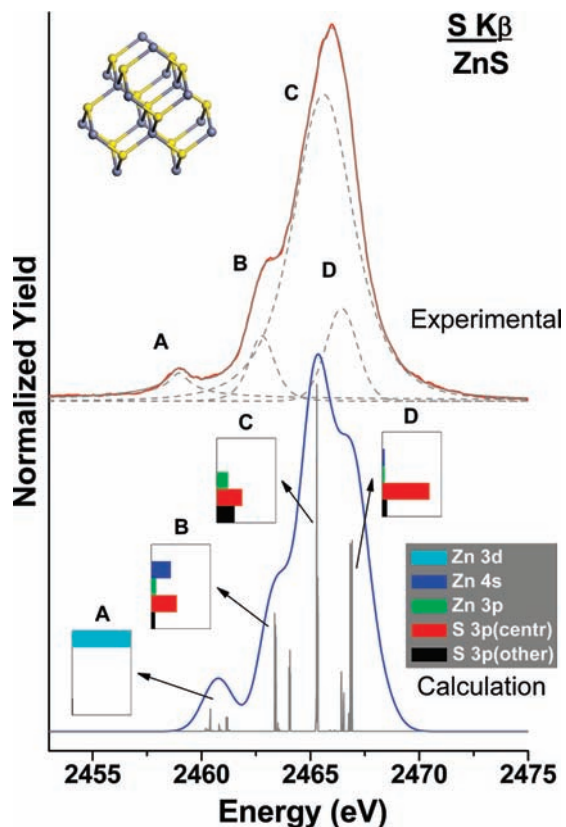 S Kβ
ZnS
C
B
D
A
Experimental
Normalized Yield
C
D
B
A
Zn 3d
Zn 4s
Zn 3p
S 3p(centr)
S 3p(other)
Calculation
2455 2460 2465 2470 2475
Energy (eV)